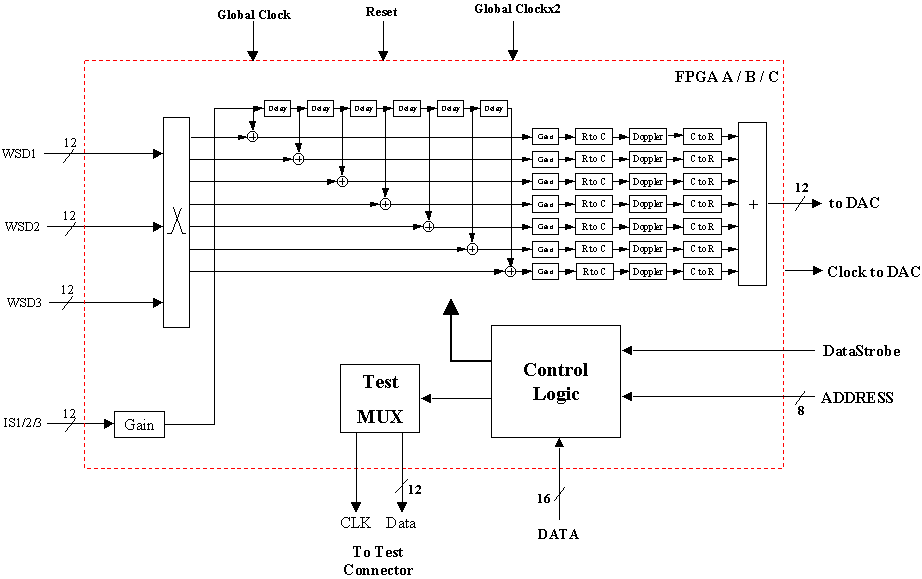 Global Clock
Reset
Global Clockx2
FPGA A / B / C
Delay Delay Delay Delay Delay Delay
Gain R to C Doppler C to R
12
WSD1
Gain R to C Doppler C to R
Gain R to C Doppler C to R
12
to DAC
Gain R to C Doppler C to R
+
12
WSD2
Gain R to C Doppler C to R
Gain R to C Doppler C to R
Gain R to C Doppler C to R
Clock to DAC
12
WSD3
DataStrobe
Control
Logic
Test
MUX
ADDRESS
8
12
IS1/2/3
Gain
12
16
CLK
Data
DATA
To Test
Connector